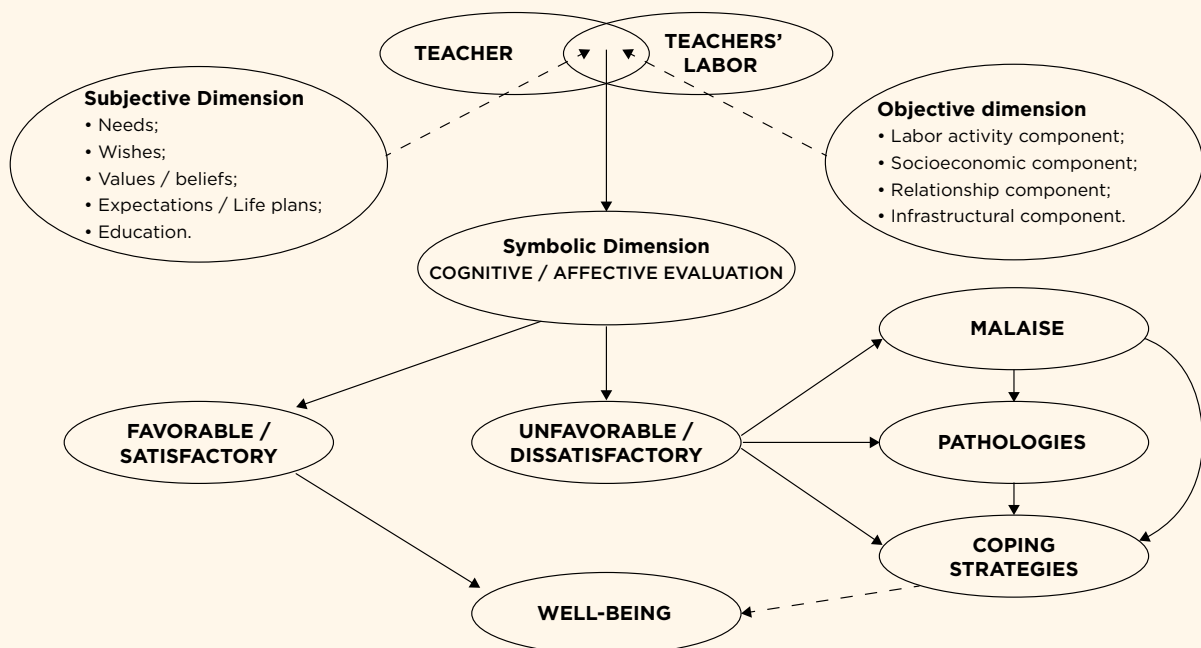 TEACHER
TEACHERS'
LABOR
Subjective Dimension
• Needs;
• Wishes;
• Values / beliefs;
• Expectations / Life plans;
• Education.
Objective dimension
• Labor activity component;
• Socioeconomic component;
• Relationship component;
• Infrastructural component.
Symbolic Dimension
COGNITIVE / AFFECTIVE EVALUATION
MALAISE
FAVORABLE /
SATISFACTORY
UNFAVORABLE /
DISSATISFACTORY
PATHOLOGIES
COPING
STRATEGIES
WELL-BEING